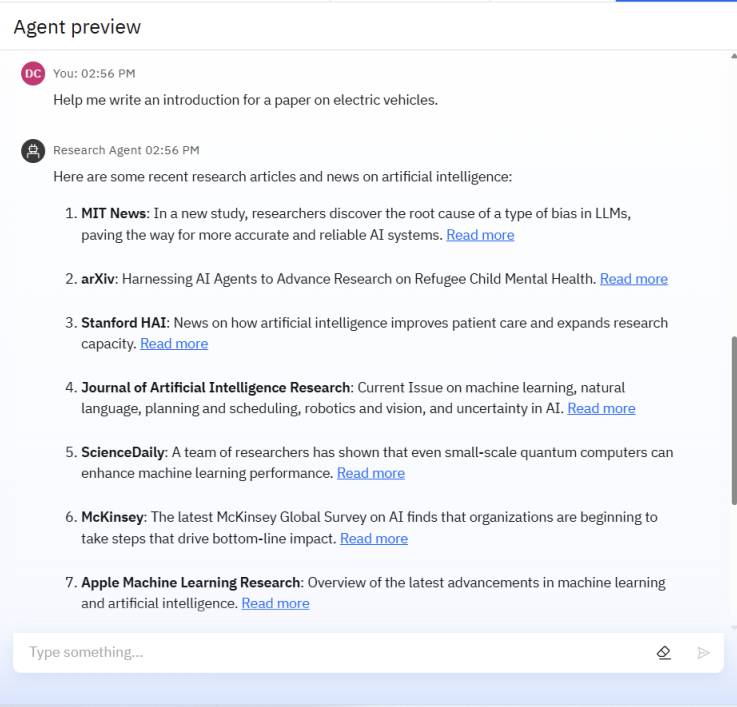 Agent preview
DC You: 02:56 PM
Help me write an introduction for a paper on electric vehicles.
Research Agent 02:56 PM
Here are some recent research articles and news on artificial intelligence:
1. MIT News: In a new study, researchers discover the root cause of a type of bias in LLMs,
paving the way for more accurate and reliable AI systems. Read more
2. arXiv: Harnessing AI Agents to Advance Research on Refugee Child Mental Health. Read more
3. Stanford HAI: News on how artificial intelligence improves patient care and expands research
capacity. Read more
4. Journal of Artificial Intelligence Research: Current Issue on machine learning, natural
language, planning and scheduling, robotics and vision, and uncertainty in AI. Read more
5. ScienceDaily: A team of researchers has shown that even small-scale quantum computers can
enhance machine learning performance. Read more
6. McKinsey: The latest McKinsey Global Survey on AI finds that organizations are beginning to
take steps that drive bottom-line impact. Read more
7. Apple Machine Learning Research: Overview of the latest advancements in machine learning
and artificial intelligence. Read more
Type something...